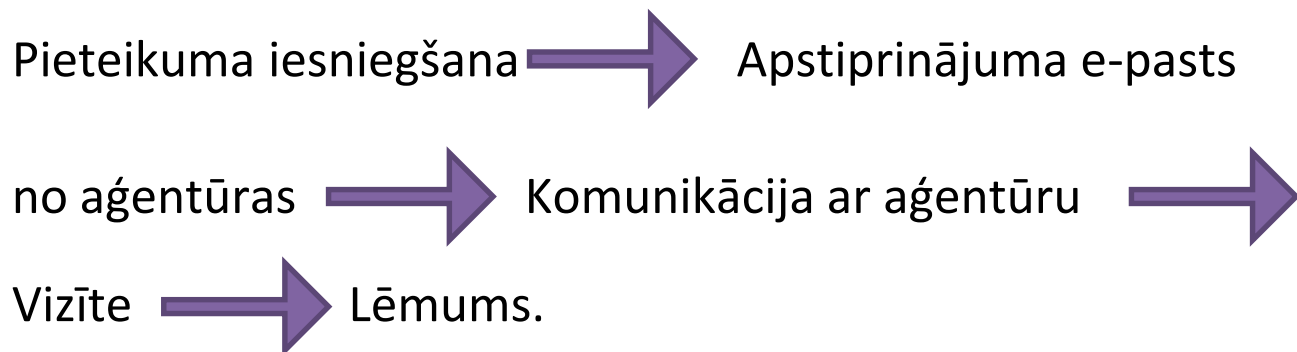 Pieteikuma iesniegšana Apstiprinājuma e-pasts
no aģentūras Komunikācija ar aģentūru
Vizīte Lēmums.